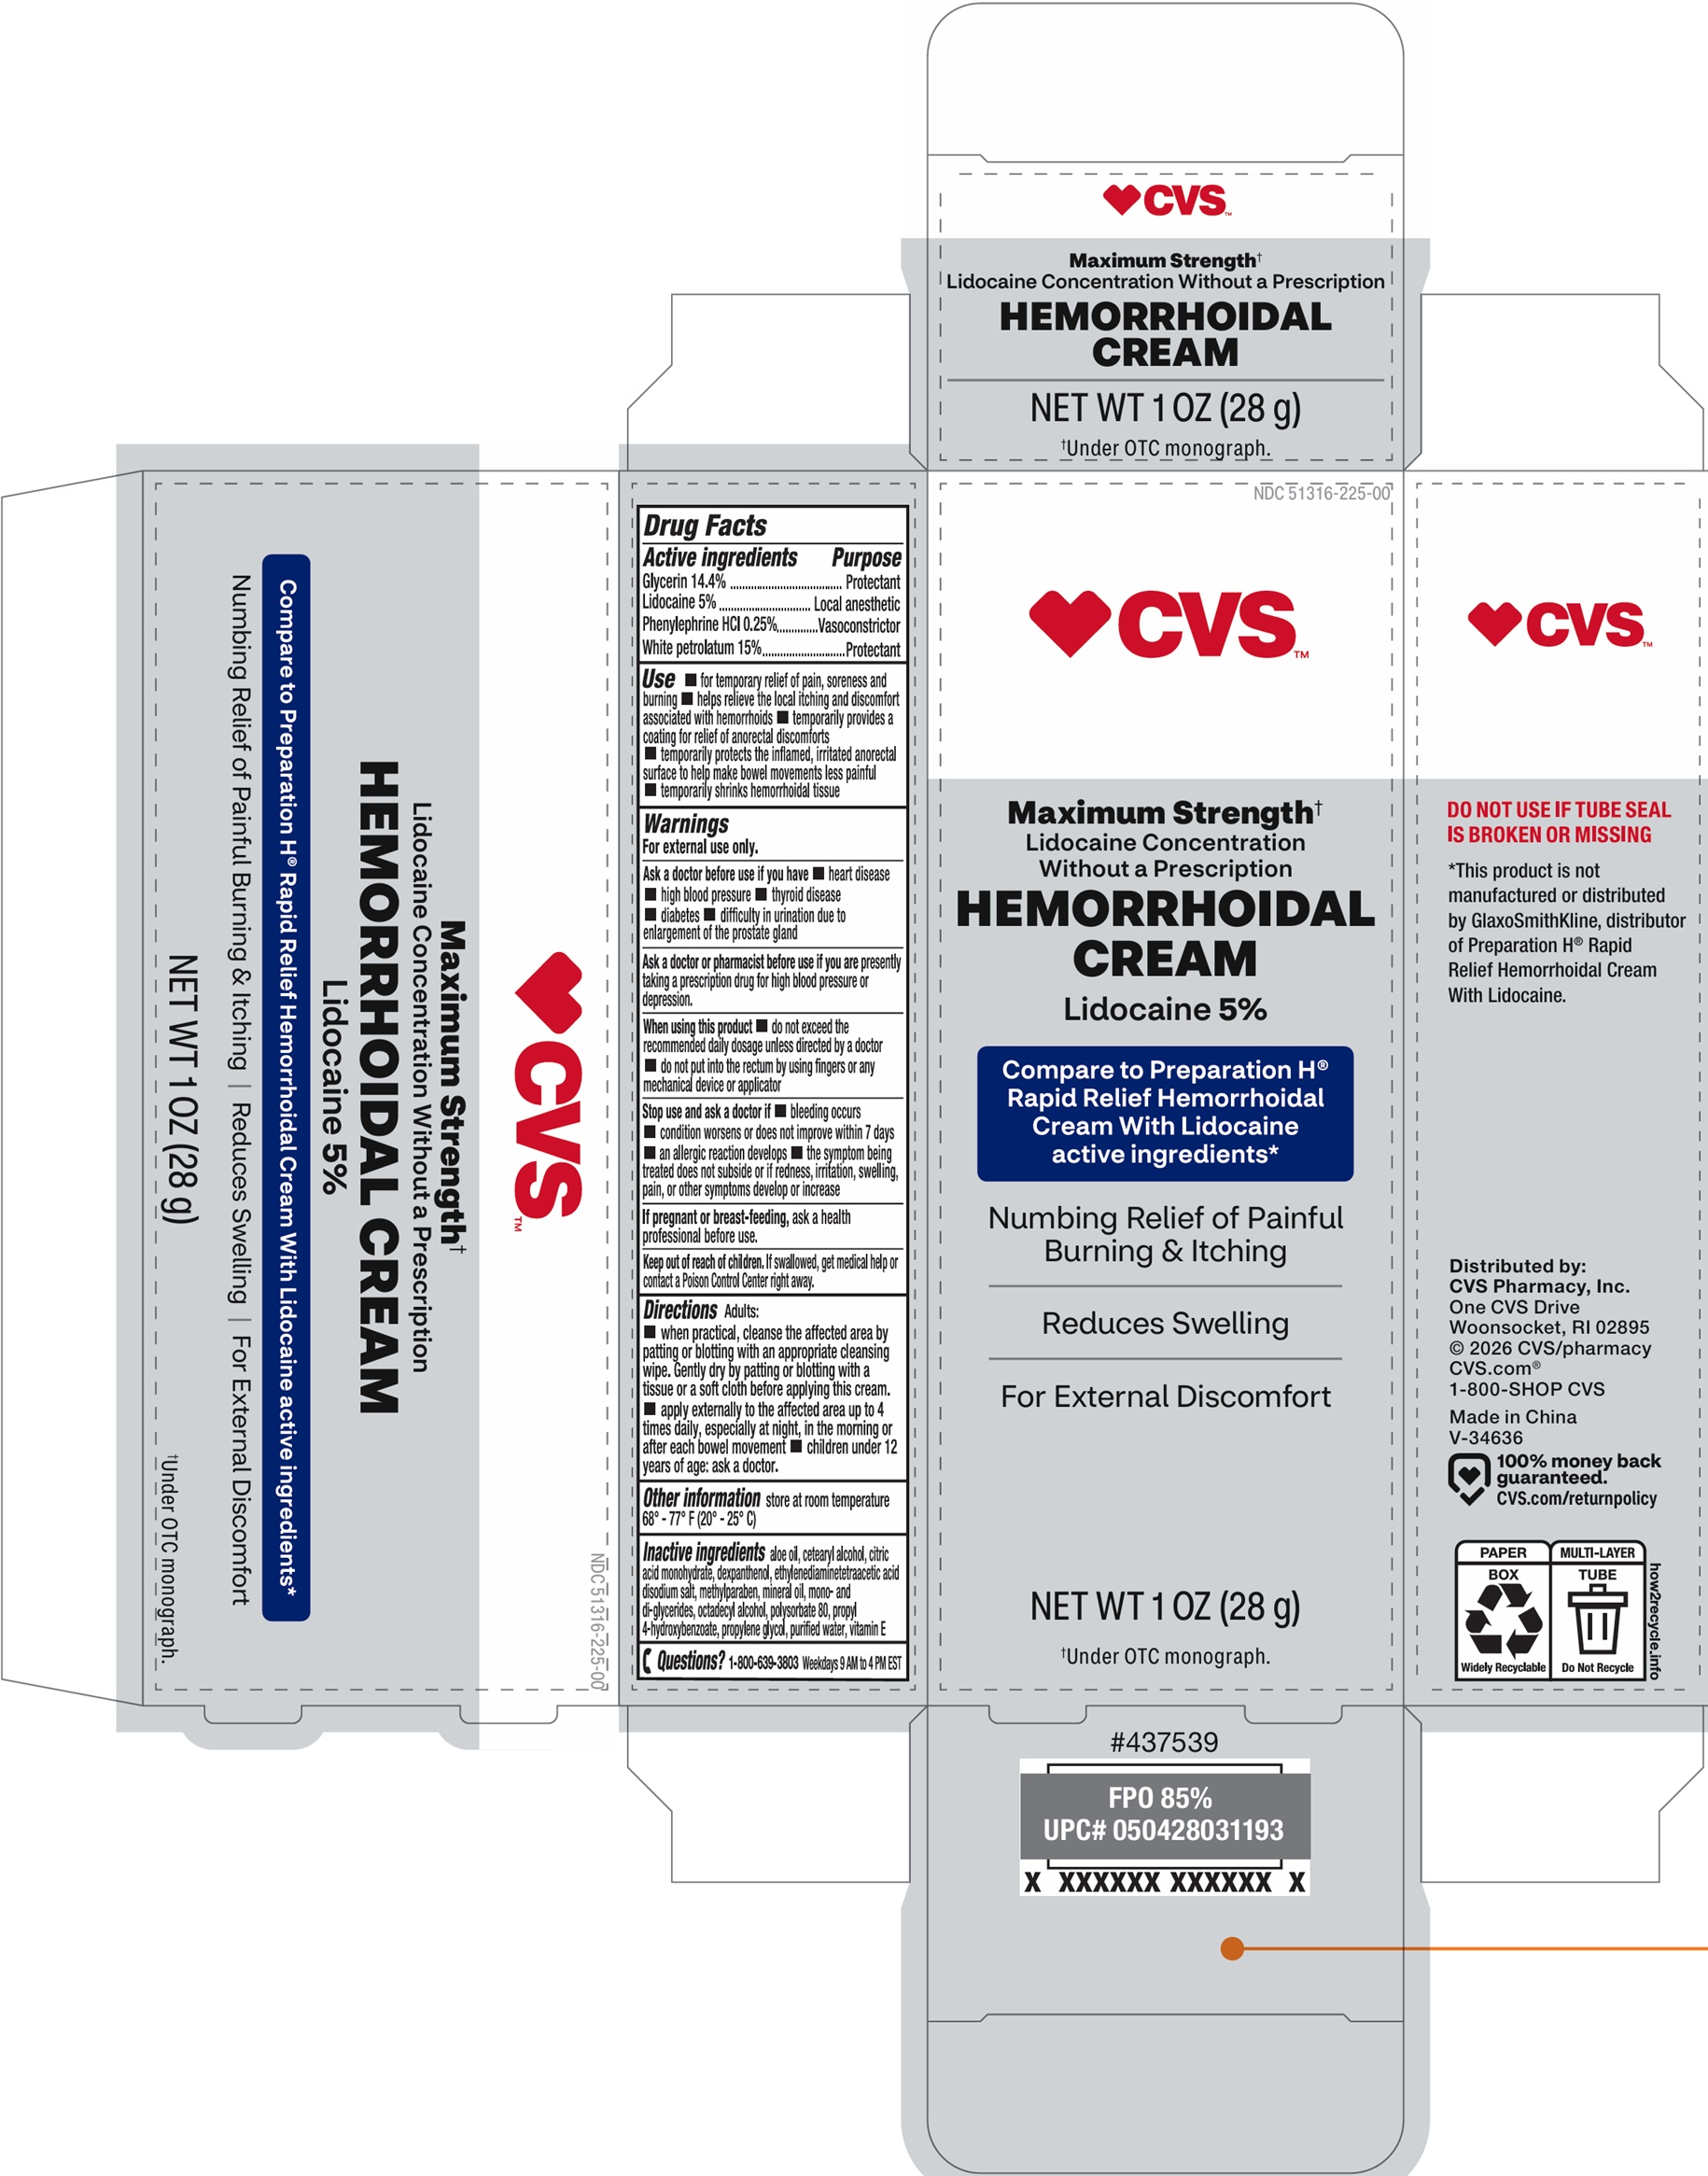 CVS™
Maximum Strength†
Lidocaine Concentration Without a Prescription
HEMORRHOIDAL
CREAM
NET WT 1 OZ (28 g)
†Under OTC monograph.
NDC 51316-225-00
CVS™
Maximum Strength†
Lidocaine Concentration Without a Prescription
HEMORRHOIDAL CREAM
Lidocaine 5%
Compare to Preparation H® Rapid Relief Hemorrhoidal Cream With Lidocaine active ingredients*
Numbing Relief of Painful Burning & Itching | Reduces Swelling | For External Discomfort
NET WT 1 OZ (28 g)
†Under OTC monograph.
Drug Facts
Active ingredients Purpose
Glycerin 14.4% ................................ Protectant
Lidocaine 5% .......................... Local anesthetic
Phenylephrine HCl 0.25%............Vasoconstrictor
White petrolatum 15%........................Protectant
Use ■ for temporary relief of pain, soreness and
burning ■ helps relieve the local itching and discomfort
associated with hemorrhoids ■ temporarily provides a
coating for relief of anorectal discomforts
■ temporarily protects the inflamed, irritated anorectal
surface to help make bowel movements less painful
■ temporarily shrinks hemorrhoidal tissue
Warnings
For external use only.
Ask a doctor before use if you have ■ heart disease
■ high blood pressure ■ thyroid disease
■ diabetes ■ difficulty in urination due to
enlargement of the prostate gland
Ask a doctor or pharmacist before use if you are presently
taking a prescription drug for high blood pressure or
depression.
When using this product ■ do not exceed the
recommended daily dosage unless directed by a doctor
■ do not put into the rectum by using fingers or any
mechanical device or applicator
Stop use and ask a doctor if ■ bleeding occurs
■ condition worsens or does not improve within 7 days
■ an allergic reaction develops ■ the symptom being
treated does not subside or if redness, irritation, swelling,
pain, or other symptoms develop or increase
If pregnant or breast-feeding, ask a health
professional before use.
Keep out of reach of children. If swallowed, get medical help or
contact a Poison Control Center right away.
Directions Adults:
■ when practical, cleanse the affected area by
patting or blotting with an appropriate cleansing
wipe. Gently dry by patting or blotting with a
tissue or a soft cloth before applying this cream.
■ apply externally to the affected area up to 4
times daily, especially at night, in the morning or
after each bowel movement ■ children under 12
years of age: ask a doctor.
Other information store at room temperature
68° - 77° F (20° - 25° C)
Inactive ingredients aloe oil, cetearyl alcohol, citric
acid monohydrate, dexpanthenol, ethylenediaminetetraacetic acid
disodium salt, methylparaben, mineral oil, mono- and
di-glycerides, octadecyl alcohol, polysorbate 80, propyl
4-hydroxybenzoate, propylene glycol, purified water, vitamin E
Questions? 1-800-639-3803 Weekdays 9 AM to 4 PM EST
NDC 51316-225-00
CVS™
Maximum Strength†
Lidocaine Concentration
Without a Prescription
HEMORRHOIDAL
CREAM
Lidocaine 5%
Compare to Preparation H®
Rapid Relief Hemorrhoidal
Cream With Lidocaine
active ingredients*
Numbing Relief of Painful
Burning & Itching
Reduces Swelling
For External Discomfort
NET WT 1 OZ (28 g)
†Under OTC monograph.
CVS™
DO NOT USE IF TUBE SEAL
IS BROKEN OR MISSING
*This product is not
manufactured or distributed
by GlaxoSmithKline, distributor
of Preparation H® Rapid
Relief Hemorrhoidal Cream
With Lidocaine.
Distributed by:
CVS Pharmacy, Inc.
One CVS Drive
Woonsocket, RI 02895
© 2026 CVS/pharmacy
CVS.com®
1-800-SHOP CVS
Made in China
V-34636
100% money back
guaranteed.
CVS.com/returnpolicy
PAPER
BOX
Widely Recyclable
MULTI-LAYER
TUBE
Do Not Recycle
how2recycle.info
#437539
FPO 85%
UPC# 050428031193
X XXXXXX XXXXXX X